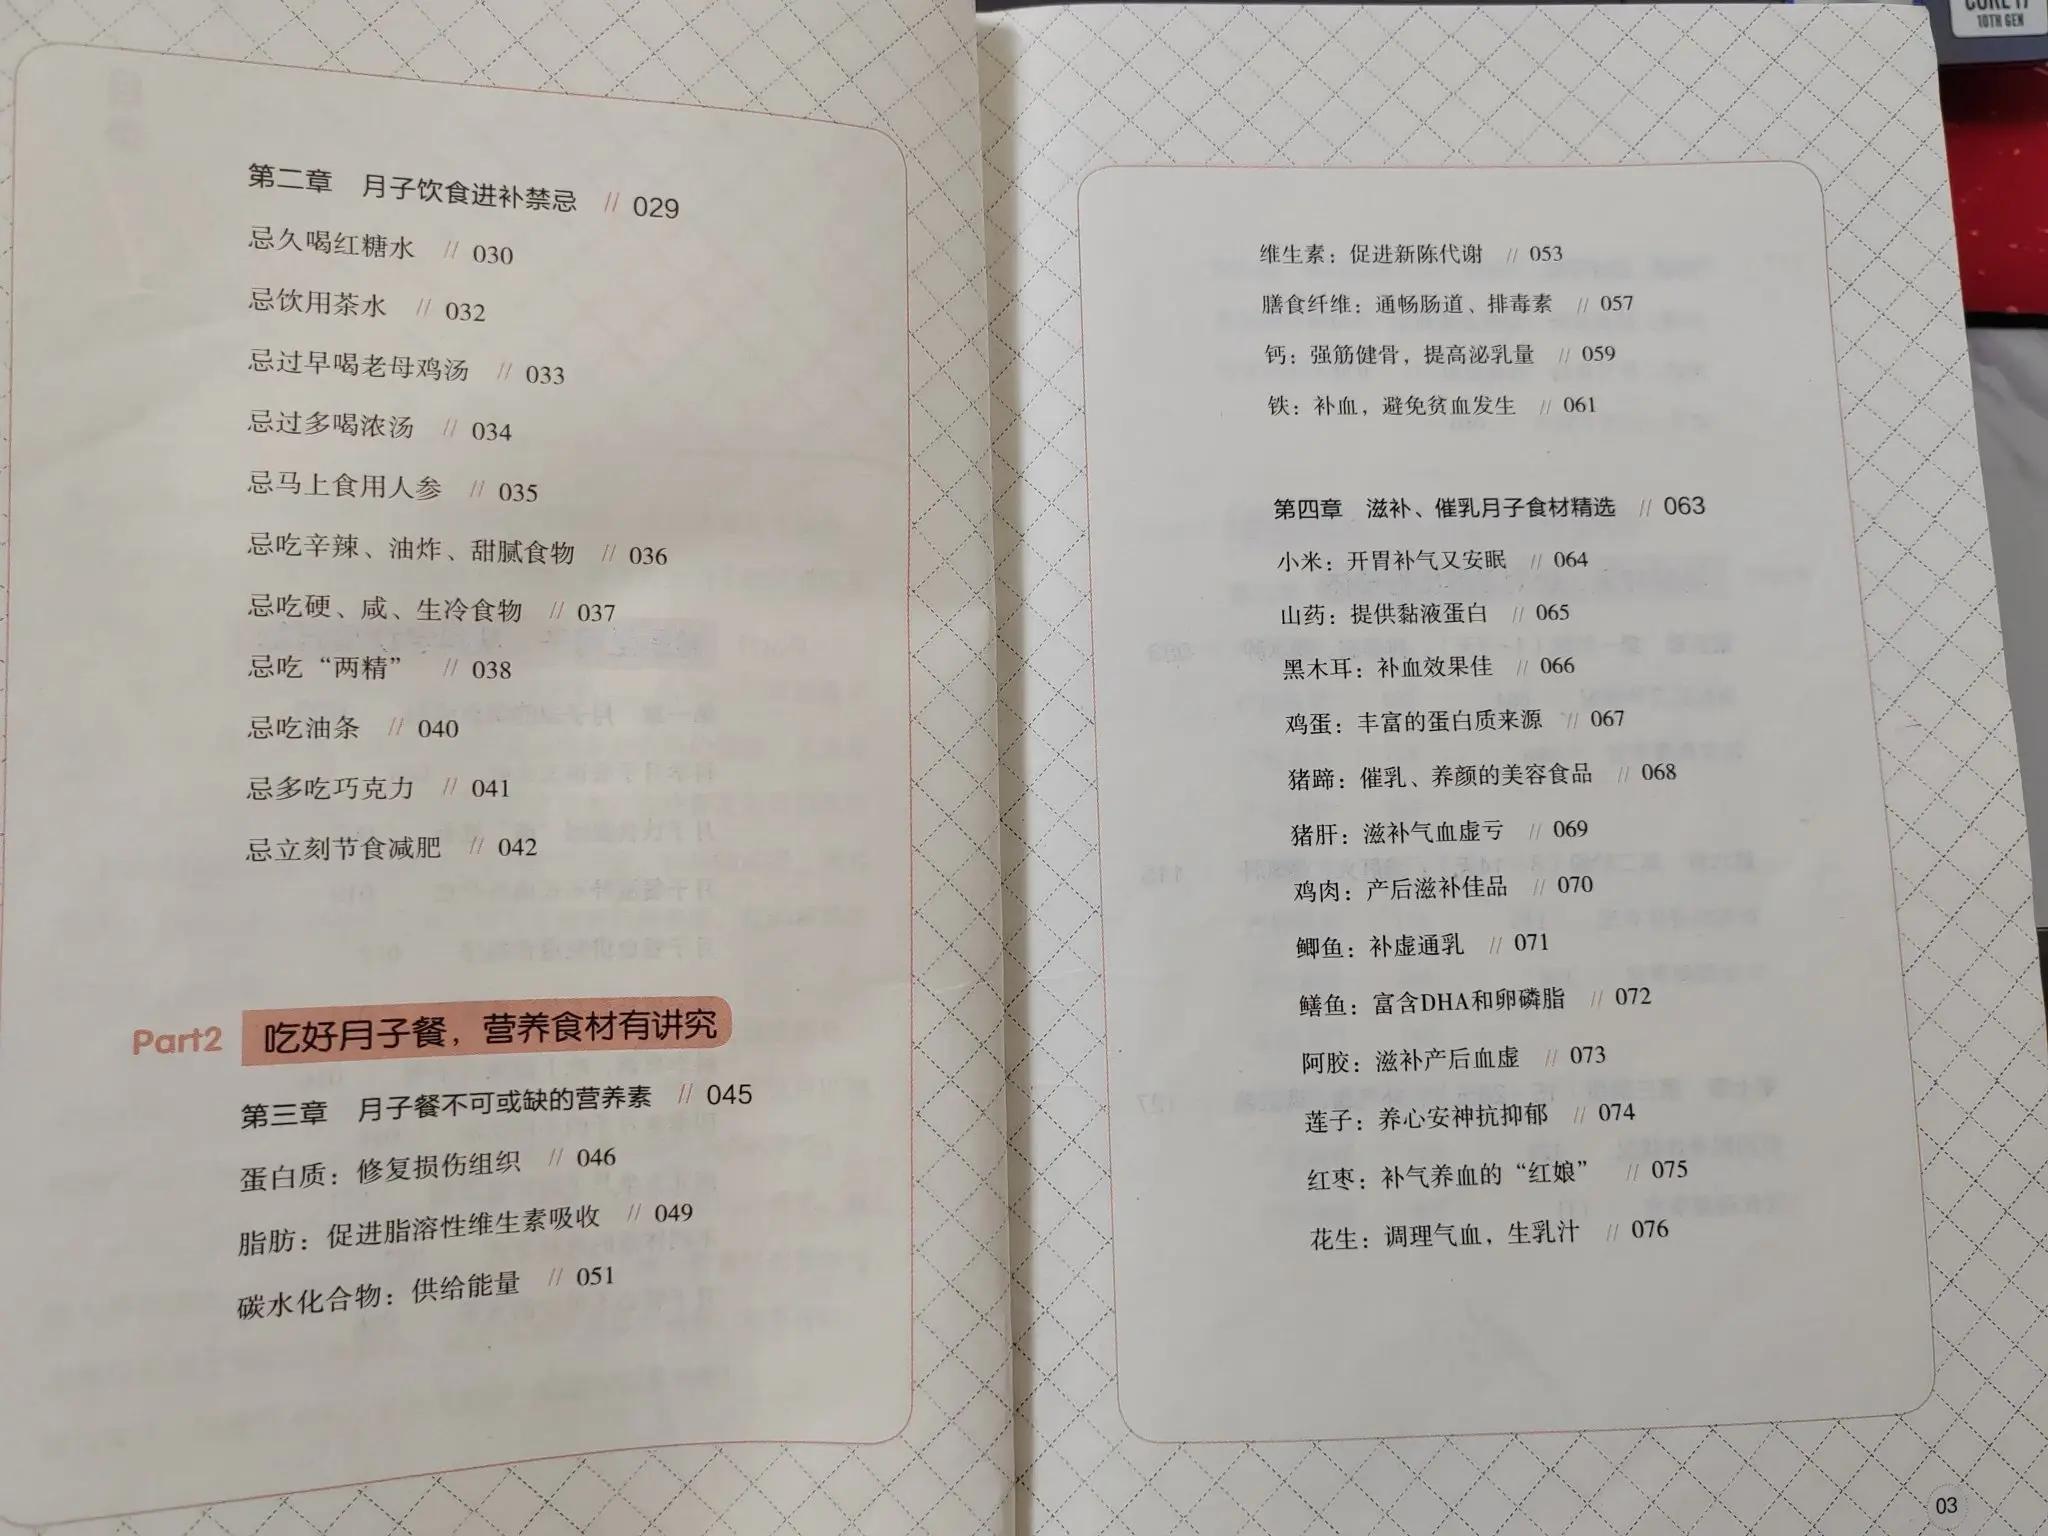 第二章 月子饮食进补禁忌 // 029
忌久喝红糖水 // 030
忌饮用茶水 // 032
忌过早喝老母鸡汤 // 033
忌过多喝浓汤 // 034
忌马上食用人参 // 035
忌吃辛辣、油炸、甜腻食物 // 036
忌吃硬、咸、生冷食物 // 037
忌吃“两精” // 038
忌吃油条 // 040
忌多吃巧克力 // 041
忌立刻节食减肥 // 042
Part2 吃好月子餐，营养食材有讲究
第三章 月子餐不可或缺的营养素 // 045
蛋白质：修复损伤组织 // 046
脂肪：促进脂溶性维生素吸收 // 049
碳水化合物：供给能量 // 051
维生素：促进新陈代谢 // 053
膳食纤维：通畅肠道、排毒素 // 057
钙：强筋健骨，提高泌乳量 // 059
铁：补血，避免贫血发生 // 061
第四章 滋补、催乳月子食材精选 // 063
小米：开胃补气又安眠 // 064
山药：提供黏液蛋白 // 065
黑木耳：补血效果佳 // 066
鸡蛋：丰富的蛋白质来源 // 067
猪蹄：催乳、养颜的美容食品 // 068
猪肝：滋补气血虚亏 // 069
鸡肉：产后滋补佳品 // 070
鲫鱼：补虚通乳 // 071
鳝鱼：富含DHA和卵磷脂 // 072
阿胶：滋补产后血虚 // 073
莲子：养心安神抗抑郁 // 074
红枣：补气养血的“红娘” // 075
花生：调理气血，生乳汁 // 076
03
CORE i7
10TH GEN